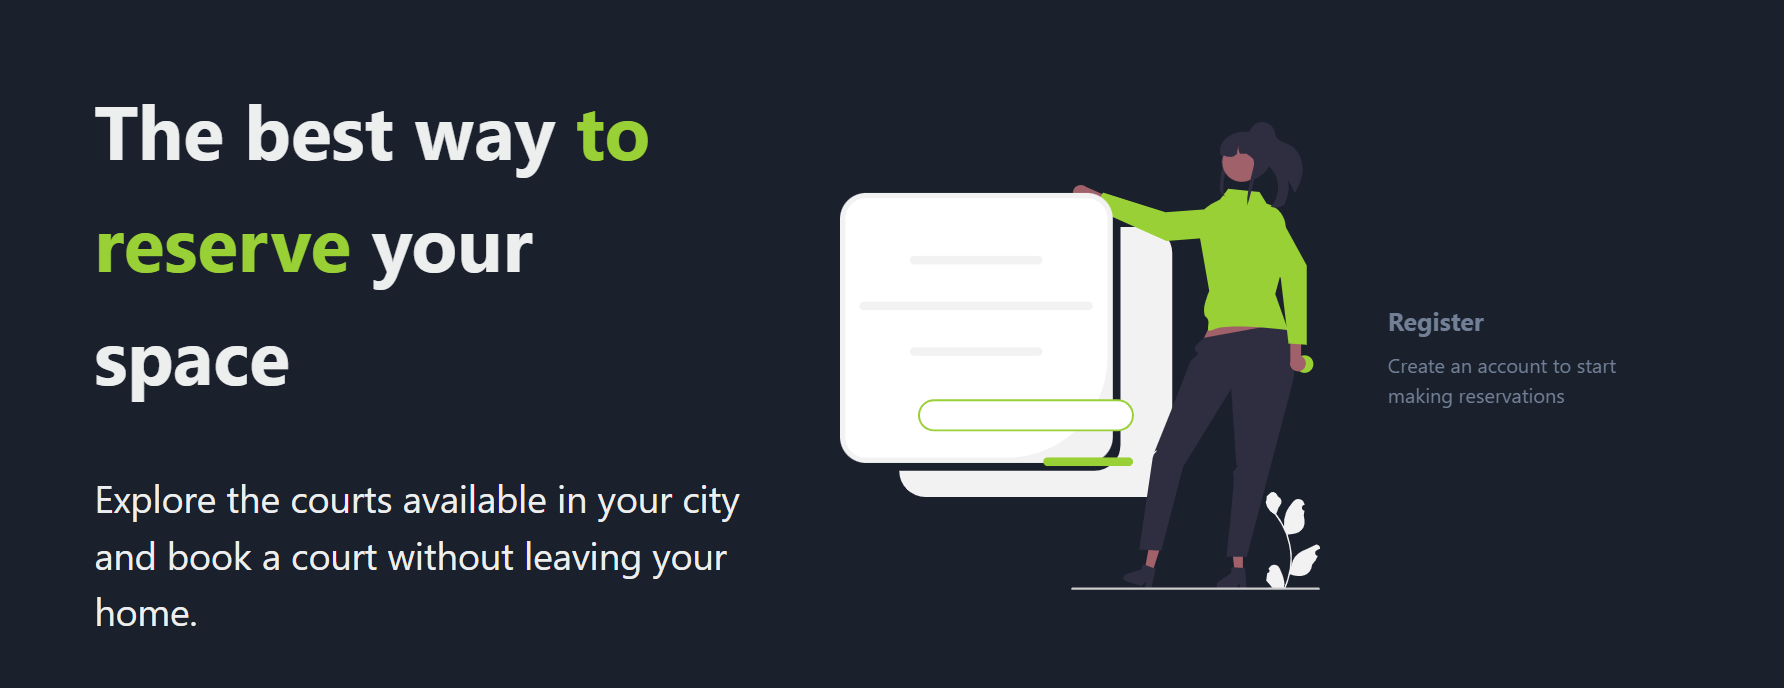 The best way to
reserve your
space
Explore the courts available in your city
and book a court without leaving your
home.
Register
Create an account to start
making reservations